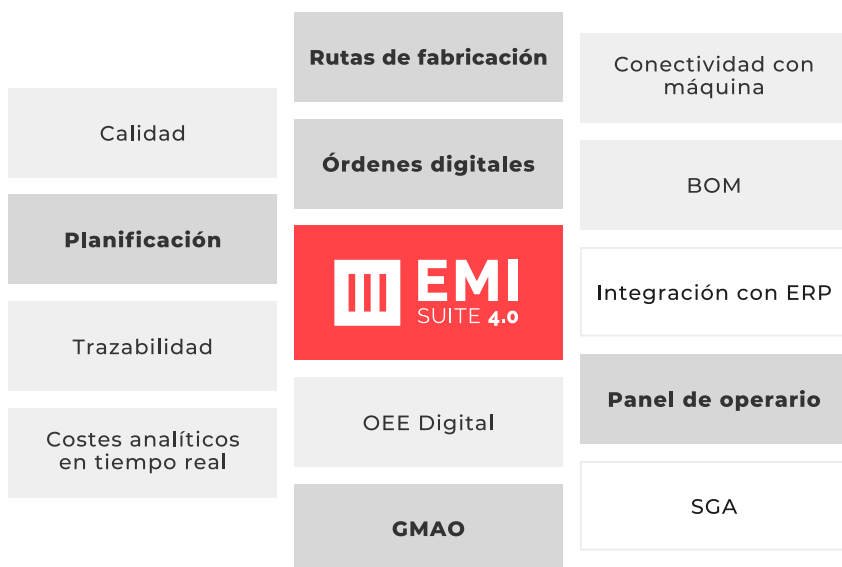 Calidad
Planificación
Trazabilidad
Costes analíticos
en tiempo real
Rutas de fabricación
Órdenes digitales
EMI
SUITE 4.0
OEE Digital
GMAO
Conectividad con
máquina
BOM
Integración con ERP
Panel de operario
SGA